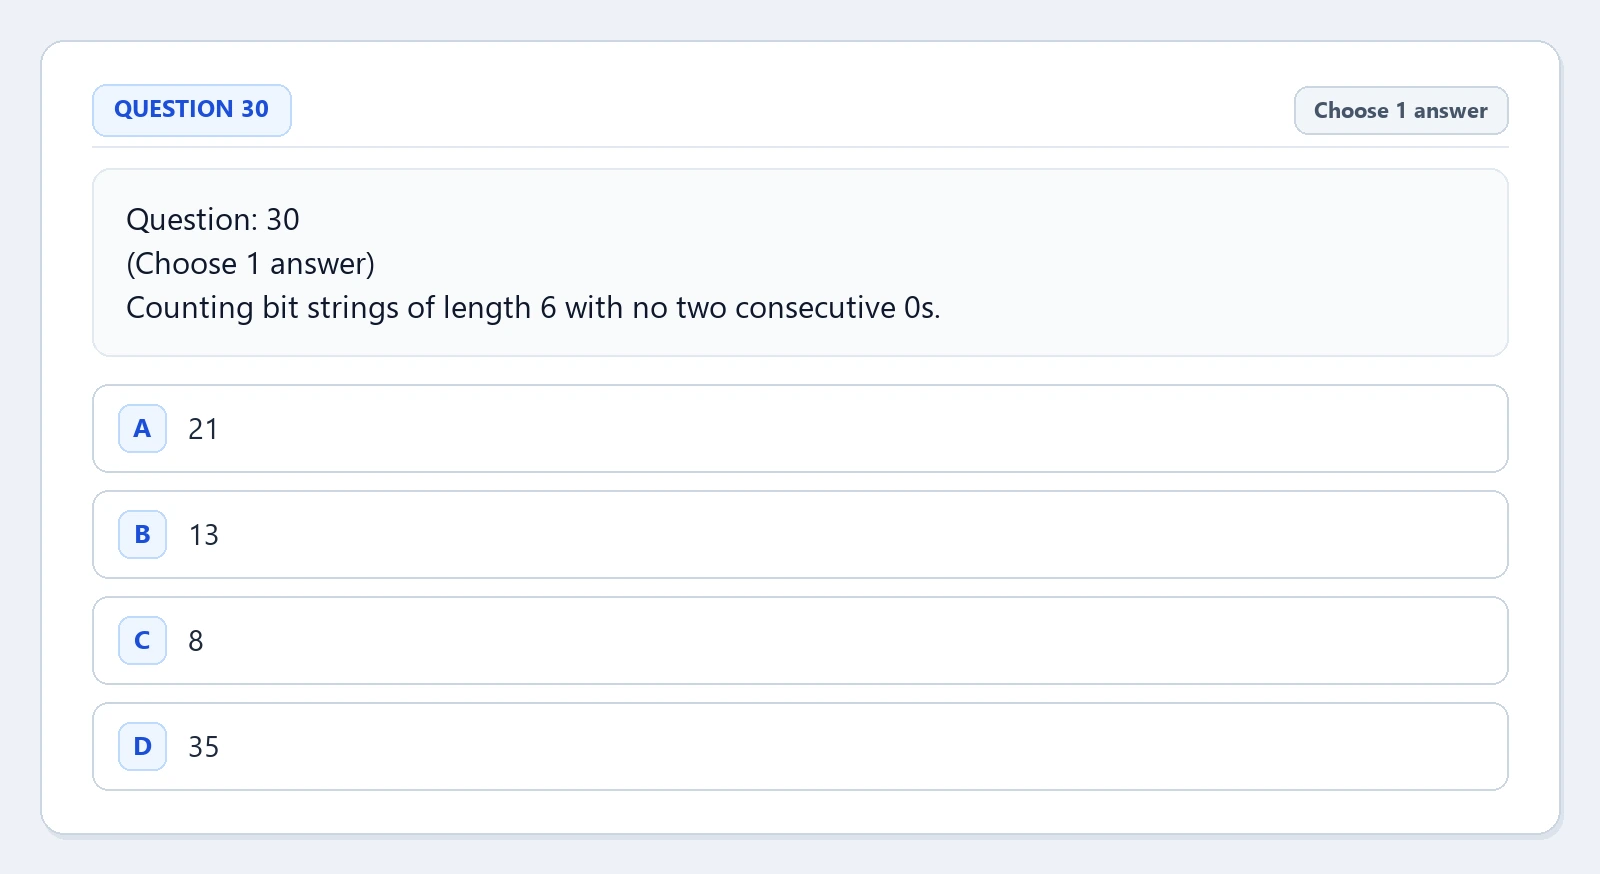 QUESTION 30
Choose 1 answer
Question: 30
(Choose 1 answer)
Counting bit strings of length 6 with no two consecutive 0s.
A 21
B 13
C 8
D 35